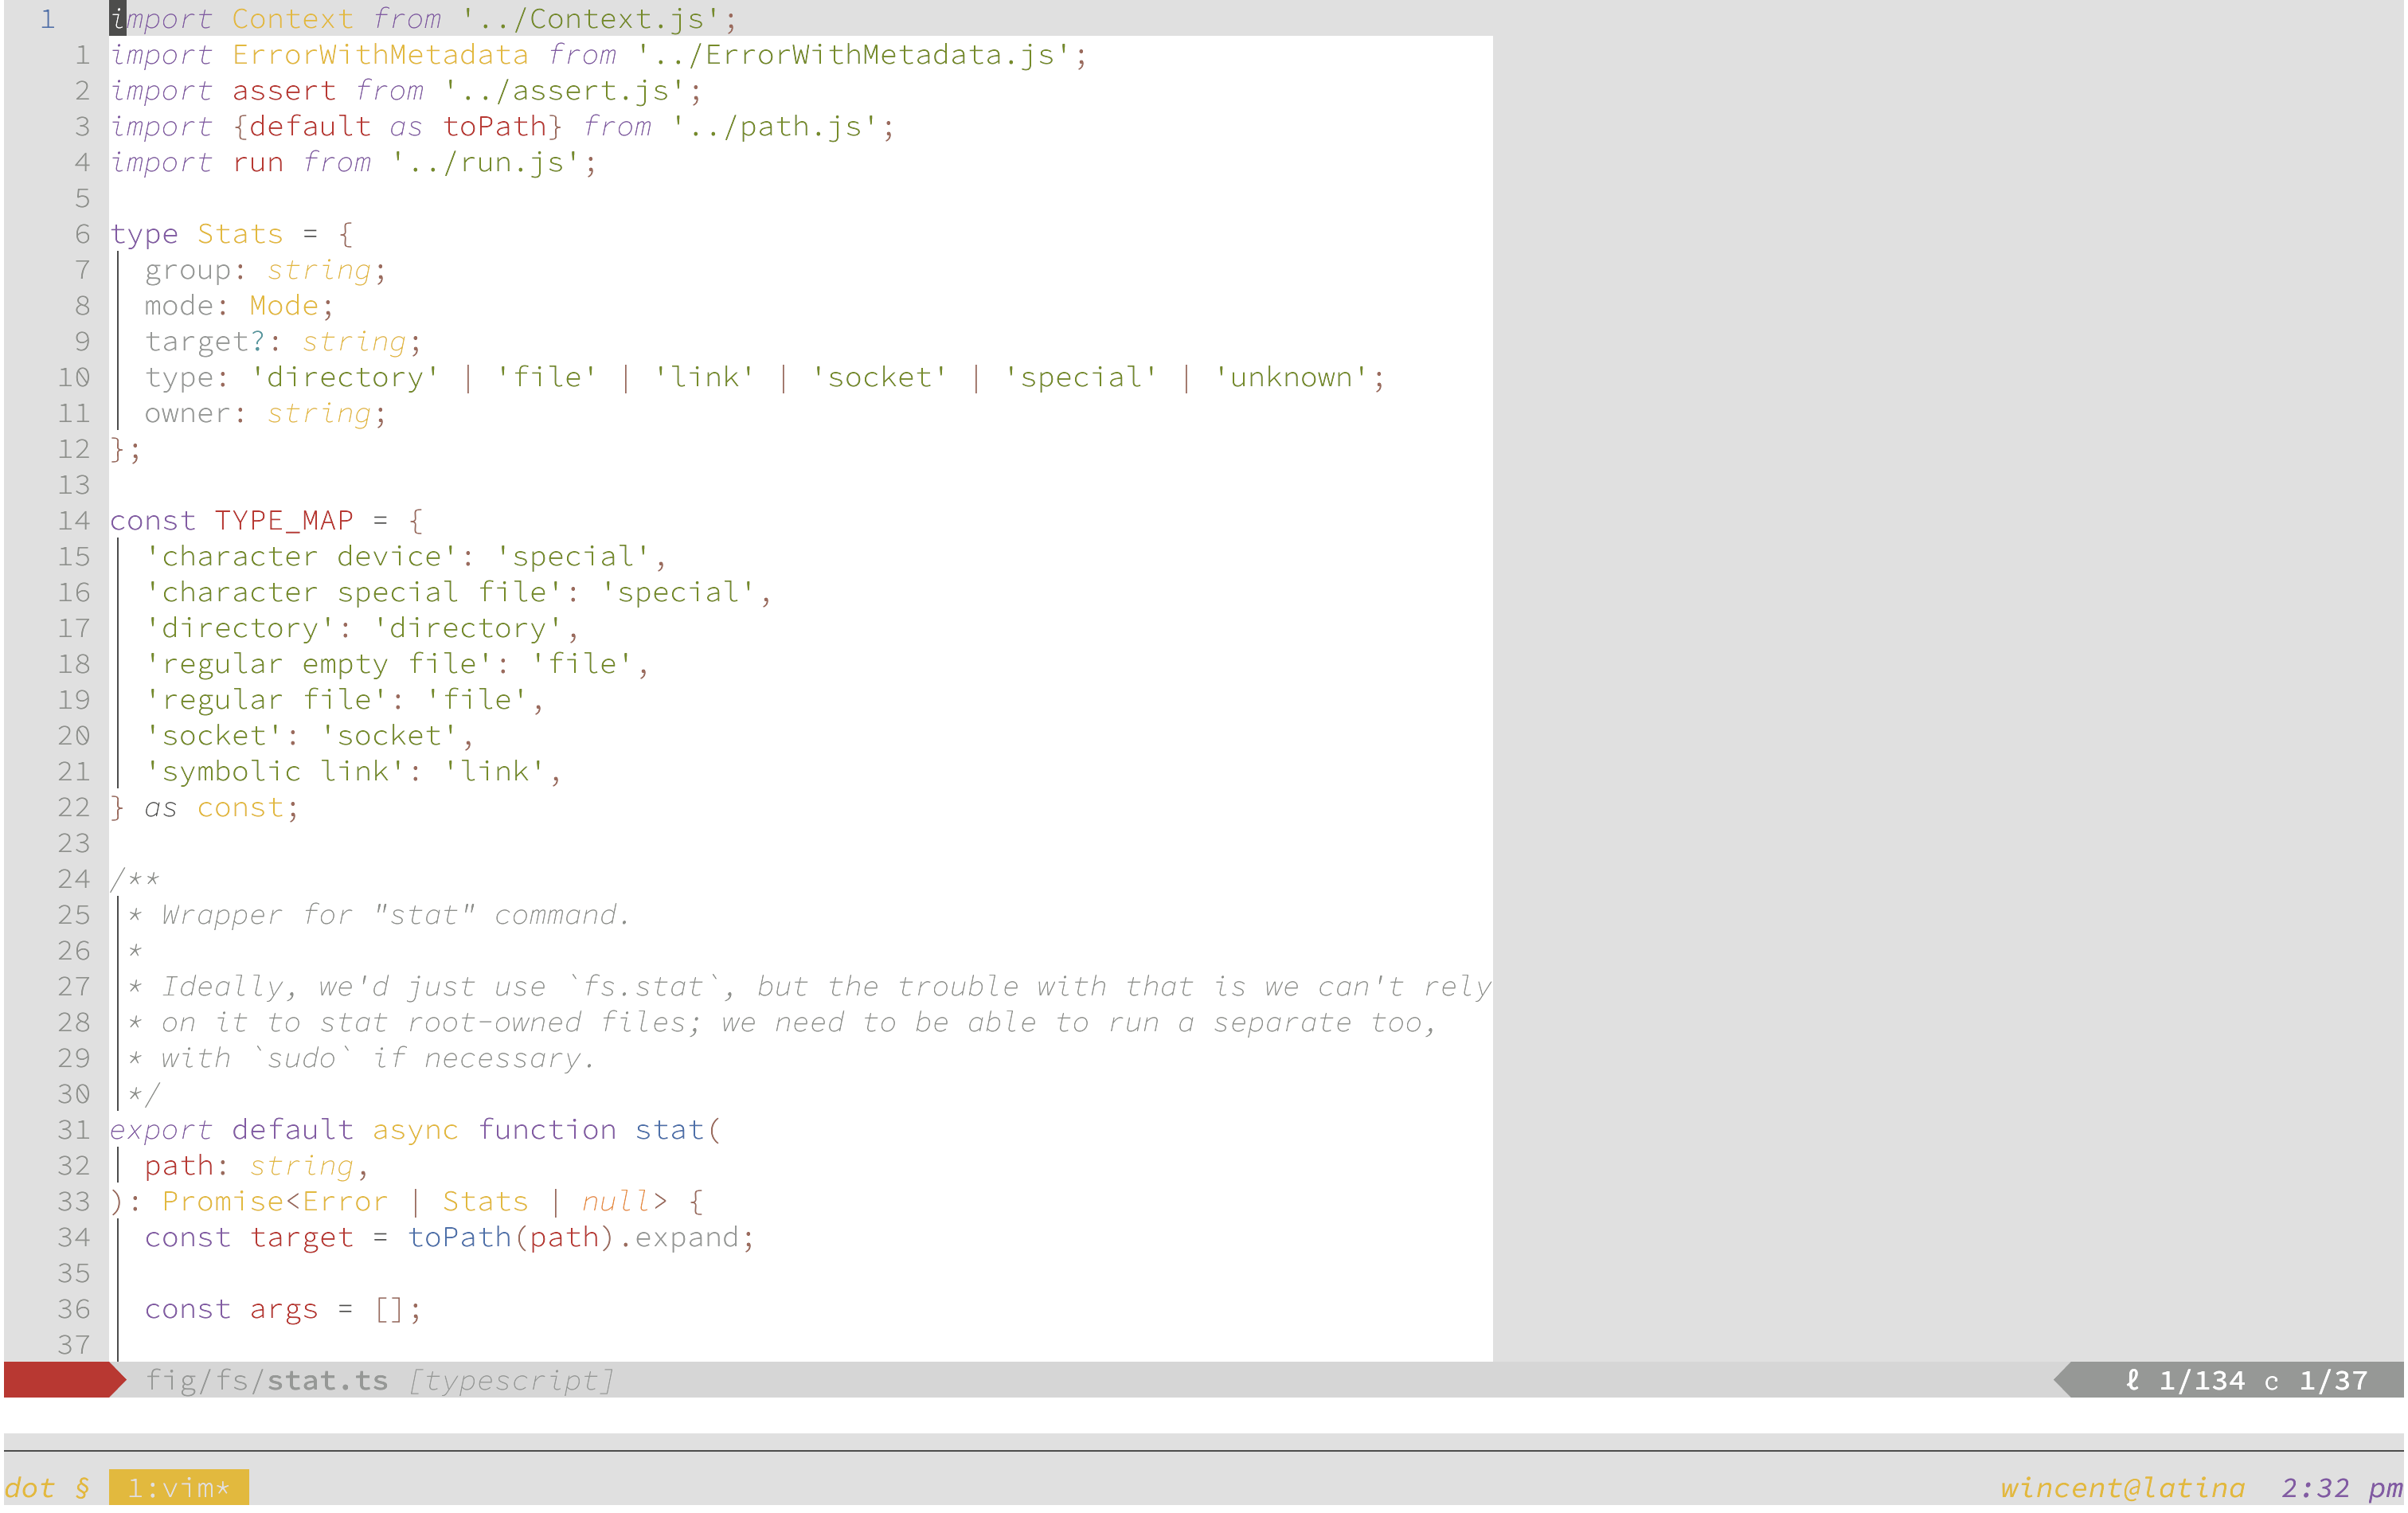 1 import Context from '../Context.js';
1 import ErrorWithMetadata from '../ErrorWithMetadata.js';
2 import assert from '../assert.js';
3 import {default as toPath} from '../path.js';
4 import run from '../run.js';
5
6 type Stats = {
7   group: string;
8   mode: Mode;
9   target?: string;
10   type: 'directory' | 'file' | 'link' | 'socket' | 'special' | 'unknown';
11   owner: string;
12 };
13
14 const TYPE_MAP = {
15   'character device': 'special',
16   'character special file': 'special',
17   'directory': 'directory',
18   'regular empty file': 'file',
19   'regular file': 'file',
20   'socket': 'socket',
21   'symbolic link': 'link',
22 } as const;
23
24 /**
25  * Wrapper for "stat" command.
26  *
27  * Ideally, we'd just use `fs.stat`, but the trouble with that is we can't rely
28  * on it to stat root-owned files; we need to be able to run a separate too,
29  * with `sudo` if necessary.
30  */
31 export default async function stat(
32   path: string,
33 ): Promise<Error | Stats | null> {
34   const target = toPath(path).expand;
35
36   const args = [];
37
fig/fs/stat.ts [typescript] ℓ 1/134 c 1/37
dot § 1:vim* wincent@latina 2:32 pm